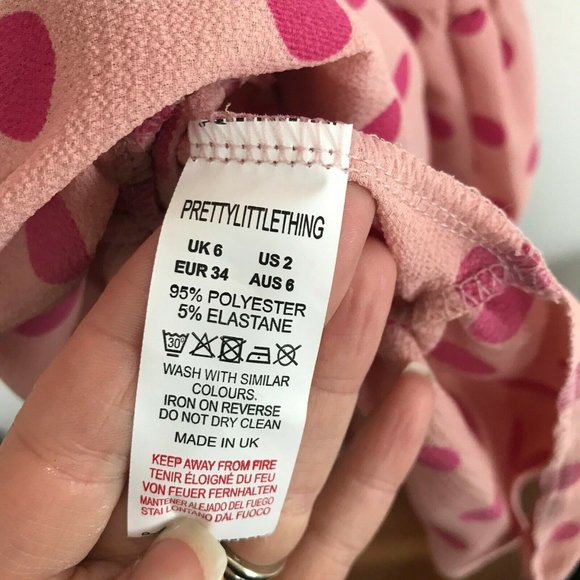 PRETTYLITTLETHING
UK 6 US 2
EUR 34 AUS 6
95% POLYESTER
5% ELASTANE
30°
WASH WITH SIMILAR
COLOURS.
IRON ON REVERSE
DO NOT DRY CLEAN
MADE IN UK
KEEP AWAY FROM FIRE
TENIR ÉLOIGNÉ DU FEU
VON FEUER FERNHALTEN
MANTENER ALEJADO DEL FUEGO
STAI LONTANO DAL FUOCO